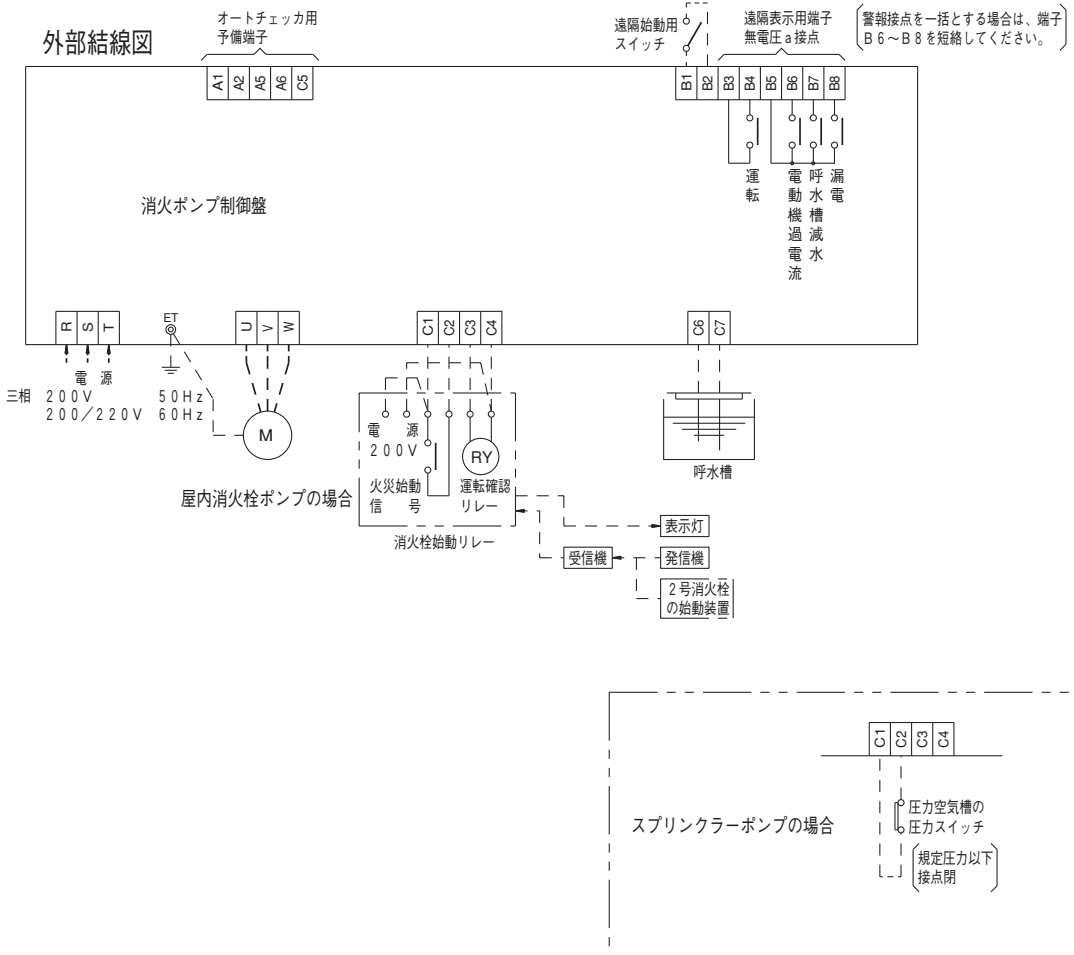 外部結線図
オートチェッカ用
予備端子
遠隔始動用
スイッチ
遠隔表示用端子
無電圧a接点
警報接点を一括とする場合は、端子
B6～B8を短絡してください。
A1 A2 A5 A6 C5
B1 B2 B3 B4 B5 B6 B7 B8
運転
電動機過電流
呼水槽減水
漏電
消火ポンプ制御盤
R S T
ET
U V W
C1 C2 C3 C4
C6 C7
電源
三相 200V 50Hz
200/220V 60Hz
M
呼水槽
屋内消火栓ポンプの場合
電源
200V
RY
火災始動
信号
運転確認
リレー
消火栓始動リレー
表示灯
受信機
発信機
2号消火栓
の始動装置
C1 C2 C3 C4
スプリンクラーポンプの場合
圧力空気槽の
圧力スイッチ
規定圧力以下
接点閉